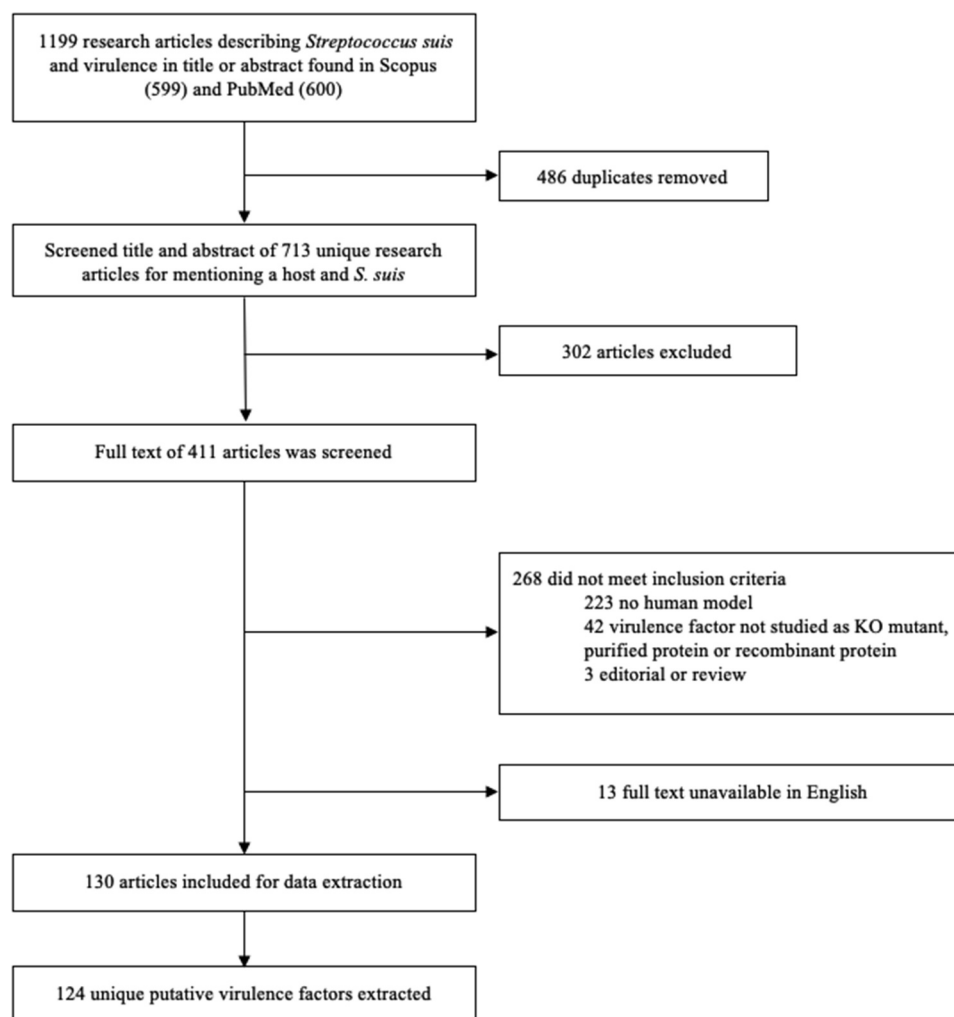 1199 research articles describing Streptococcus suis
and virulence in title or abstract found in Scopus
(599) and PubMed (600)
486 duplicates removed
Screened title and abstract of 713 unique research
articles for mentioning a host and S. suis
302 articles excluded
Full text of 411 articles was screened
268 did not meet inclusion criteria
223 no human model
42 virulence factor not studied as KO mutant,
purified protein or recombinant protein
3 editorial or review
13 full text unavailable in English
130 articles included for data extraction
124 unique putative virulence factors extracted